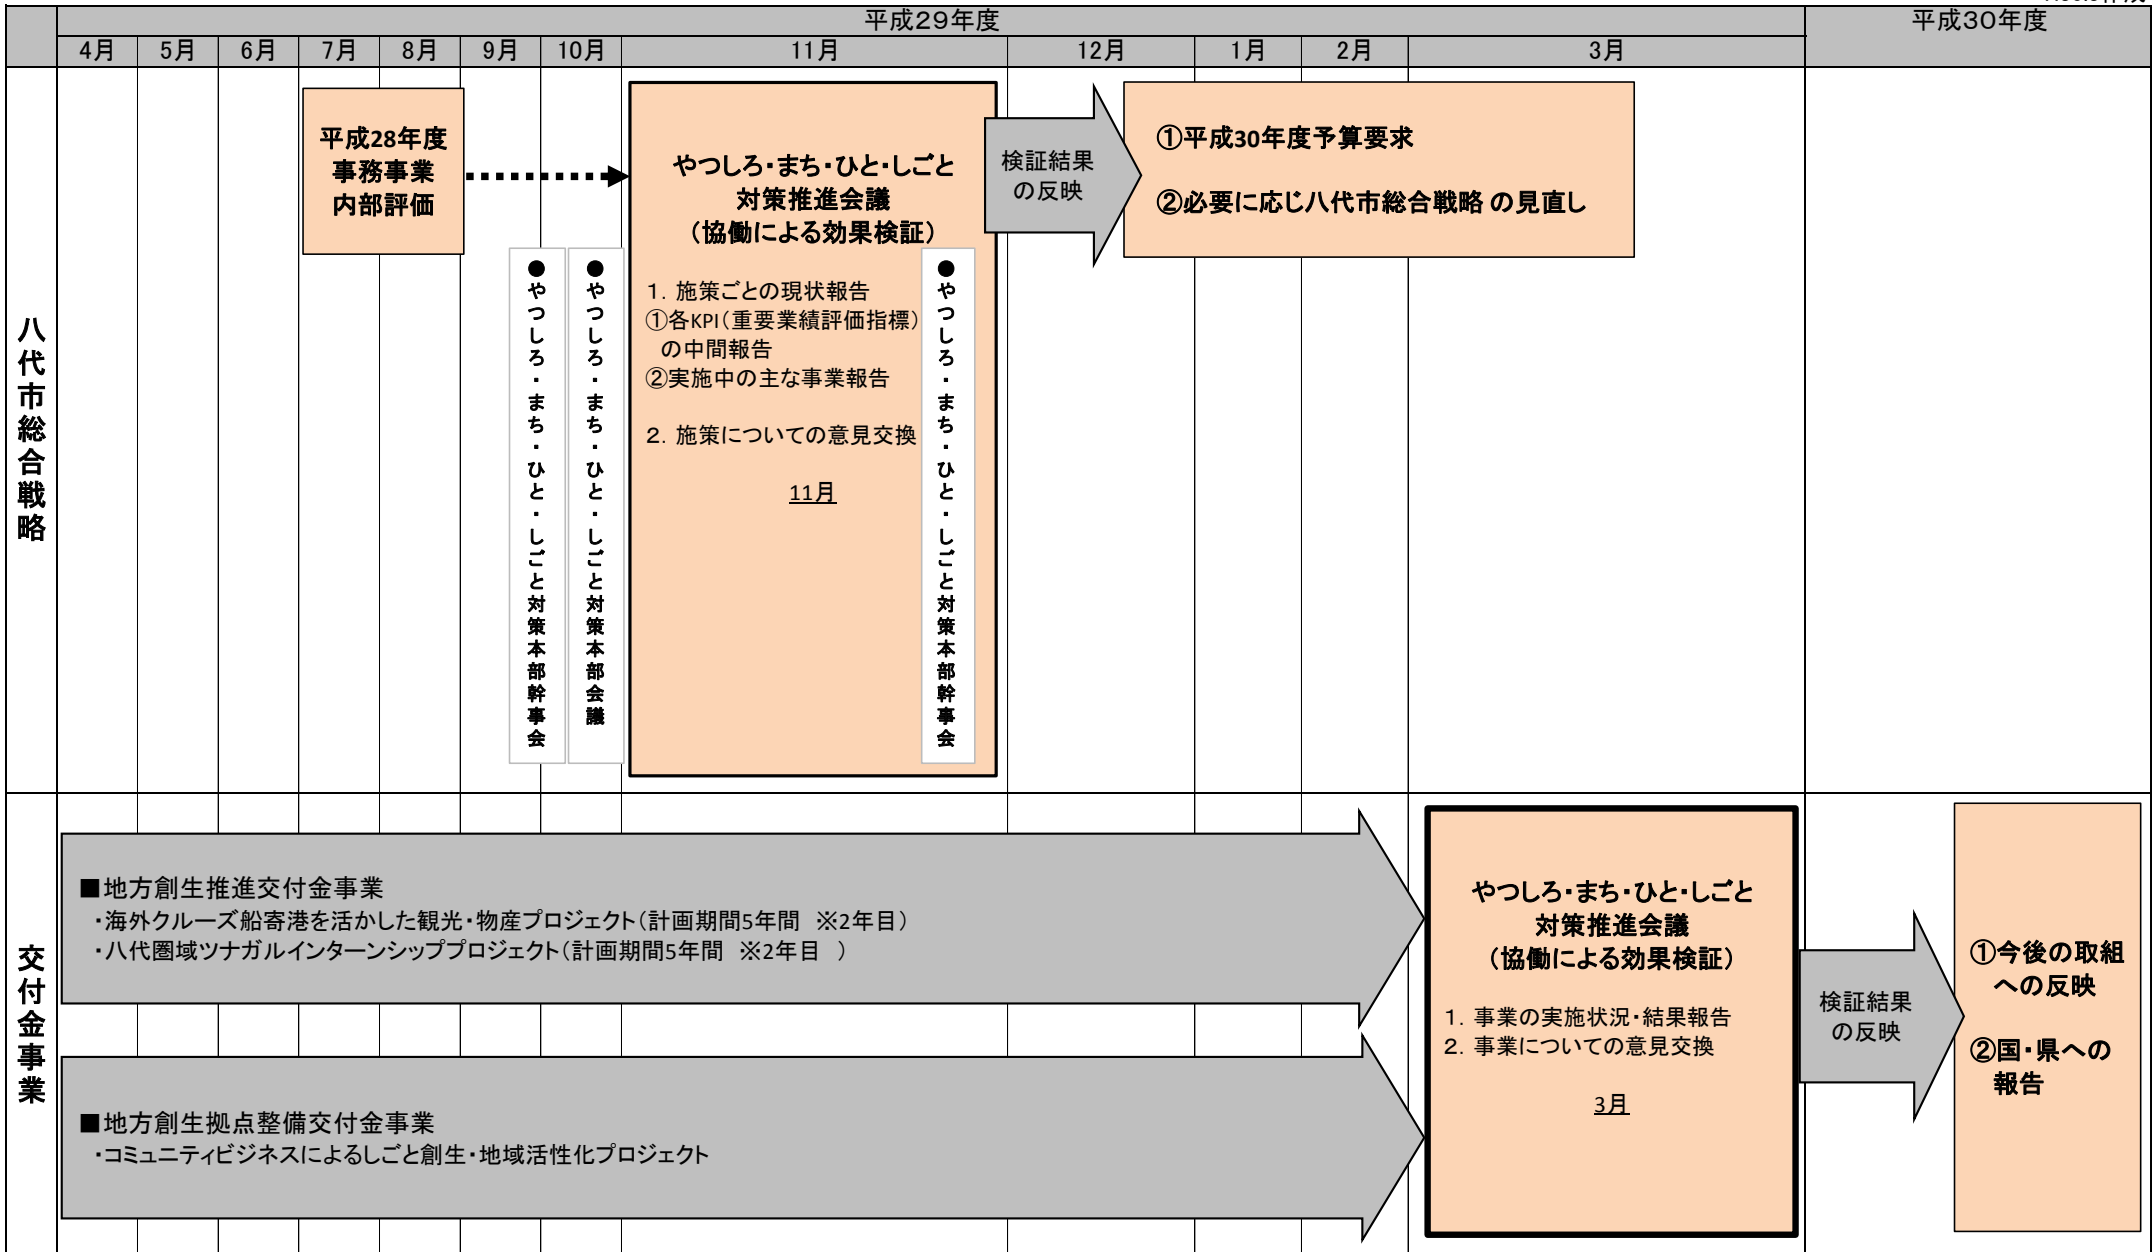 平成29年度
平成30年度
4月
5月
6月
7月
8月
9月
10月
11月
12月
1月
2月
3月
八代市総合戦略
平成28年度
事務事業
内部評価
●やつしろ・まち・ひと・しごと対策本部幹事会
●やつしろ・まち・ひと・しごと対策本部会議
やつしろ・まち・ひと・しごと
対策推進会議
（協働による効果検証）
1．施策ごとの現状報告
①各KPI（重要業績評価指標）
の中間報告
②実施中の主な事業報告
2．施策についての意見交換
11月
●やつしろ・まち・ひと・しごと対策本部幹事会
検証結果
の反映
①平成30年度予算要求
②必要に応じ八代市総合戦略 の見直し
交付金事業
■地方創生推進交付金事業
・海外クルーズ船寄港を活かした観光・物産プロジェクト（計画期間5年間 ※2年目）
・八代圏域ツナガルインターンシッププロジェクト（計画期間5年間 ※2年目 ）
■地方創生拠点整備交付金事業
・コミュニティビジネスによるしごと創生・地域活性化プロジェクト
やつしろ・まち・ひと・しごと
対策推進会議
（協働による効果検証）
1．事業の実施状況・結果報告
2．事業についての意見交換
3月
検証結果
の反映
①今後の取組
への反映
②国・県への
報告